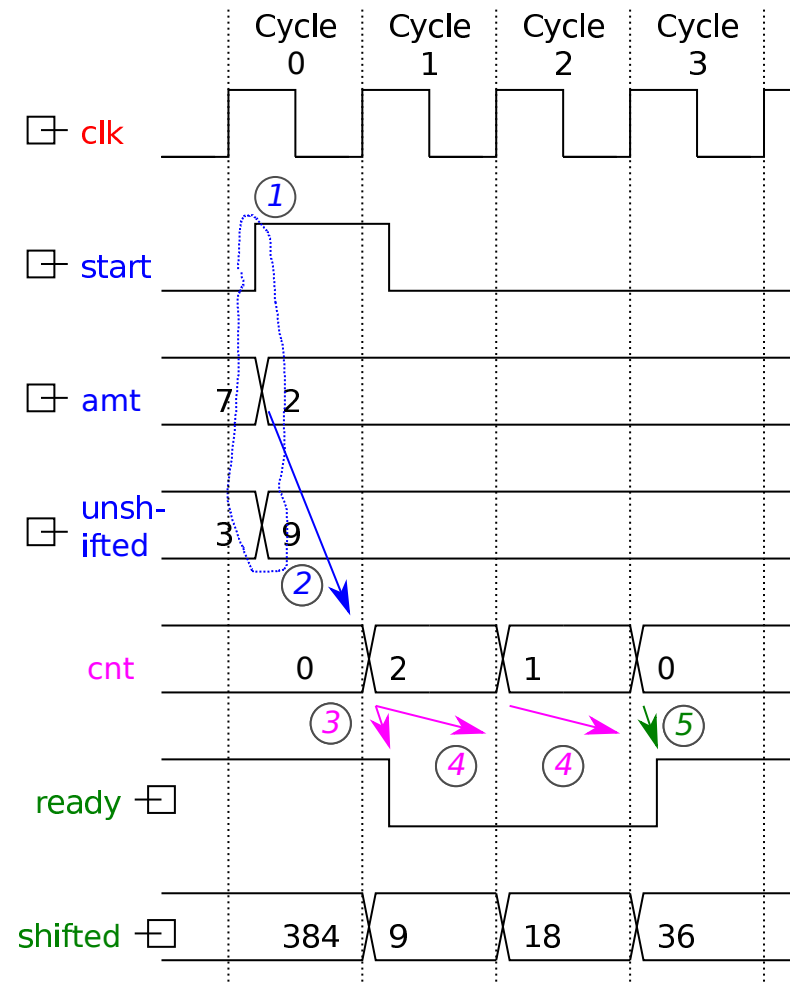 Cycle 0
Cycle 1
Cycle 2
Cycle 3
clk
1
start
amt
7
2
unsh-
ifted
3
9
2
cnt
0
2
1
0
3
4
4
5
ready
shifted
384
9
18
36